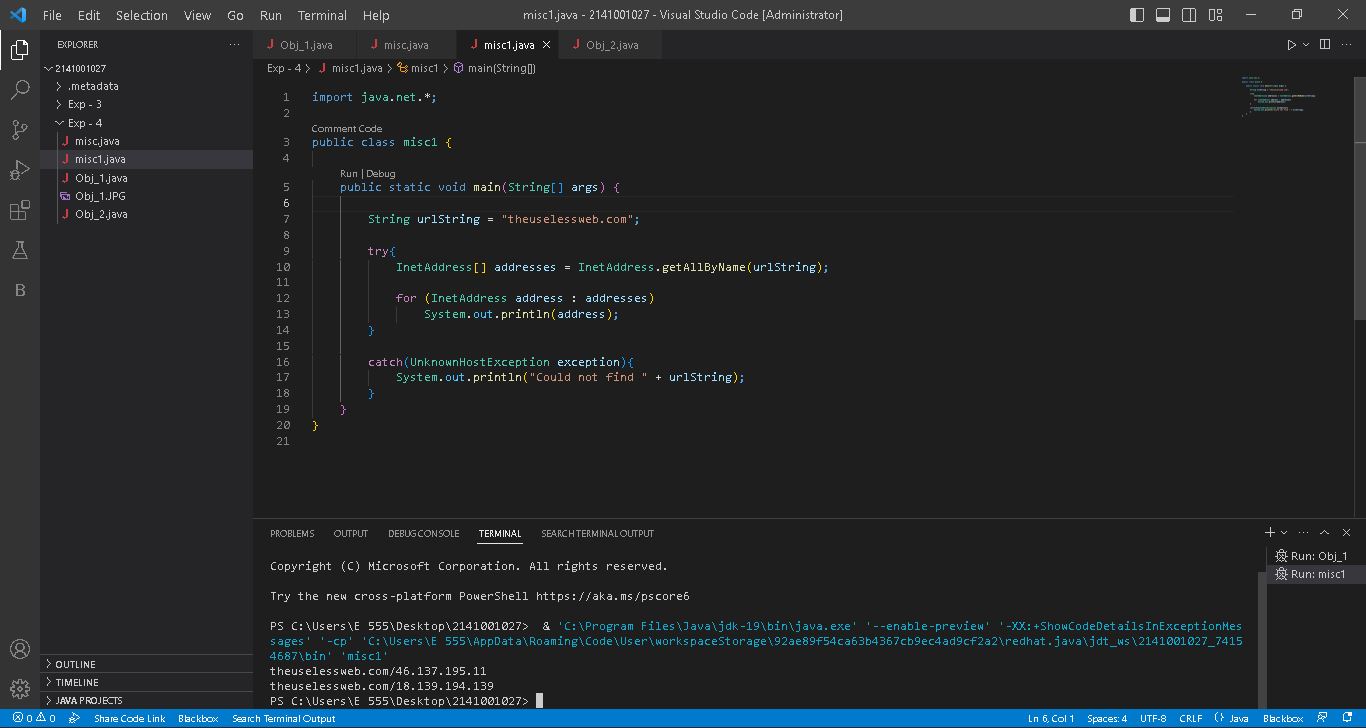 File Edit Selection View Go Run Terminal Help misc1.java - 2141001027 - Visual Studio Code [Administrator]
EXPLORER
2141001027
.metadata
Exp - 3
Exp - 4
misc.java
misc1.java
Obj_1.java
Obj_1.JPG
Obj_2.java
OUTLINE
TIMELINE
JAVA PROJECTS
Obj_1.java misc.java misc1.java Obj_2.java
Exp - 4 > misc1.java > misc1 > main(String[])
1 import java.net.*;
2
Comment Code
3 public class misc1 {
4
Run | Debug
5 public static void main(String[] args) {
6
7 String urlString = "theuselessweb.com";
8
9 try{
10 InetAddress[] addresses = InetAddress.getAllByName(urlString);
11
12 for (InetAddress address : addresses)
13 System.out.println(address);
14 }
15
16 catch(UnknownHostException exception){
17 System.out.println("Could not find " + urlString);
18 }
19 }
20 }
21
PROBLEMS OUTPUT DEBUG CONSOLE TERMINAL SEARCH TERMINAL OUTPUT
Copyright (C) Microsoft Corporation. All rights reserved.
Try the new cross-platform PowerShell https://aka.ms/pscore6
PS C:\Users\E 555\Desktop\2141001027> & 'C:\Program Files\Java\jdk-19\bin\java.exe' '--enable-preview' '-XX:+ShowCodeDetailsInExceptionMes
sages' '-cp' 'C:\Users\E 555\AppData\Roaming\Code\User\workspaceStorage\92ae89f54ca63b4367cb9ec4ad9cf2a2\redhat.java\jdt_ws\2141001027_7415
4687\bin' 'misc1'
theuselessweb.com/46.137.195.11
theuselessweb.com/18.139.194.139
PS C:\Users\E 555\Desktop\2141001027>
Run: Obj_1
Run: misc1
0 0 Share Code Link Blackbox Search Terminal Output Ln 6, Col 1 Spaces: 4 UTF-8 CRLF {} Java Blackbox